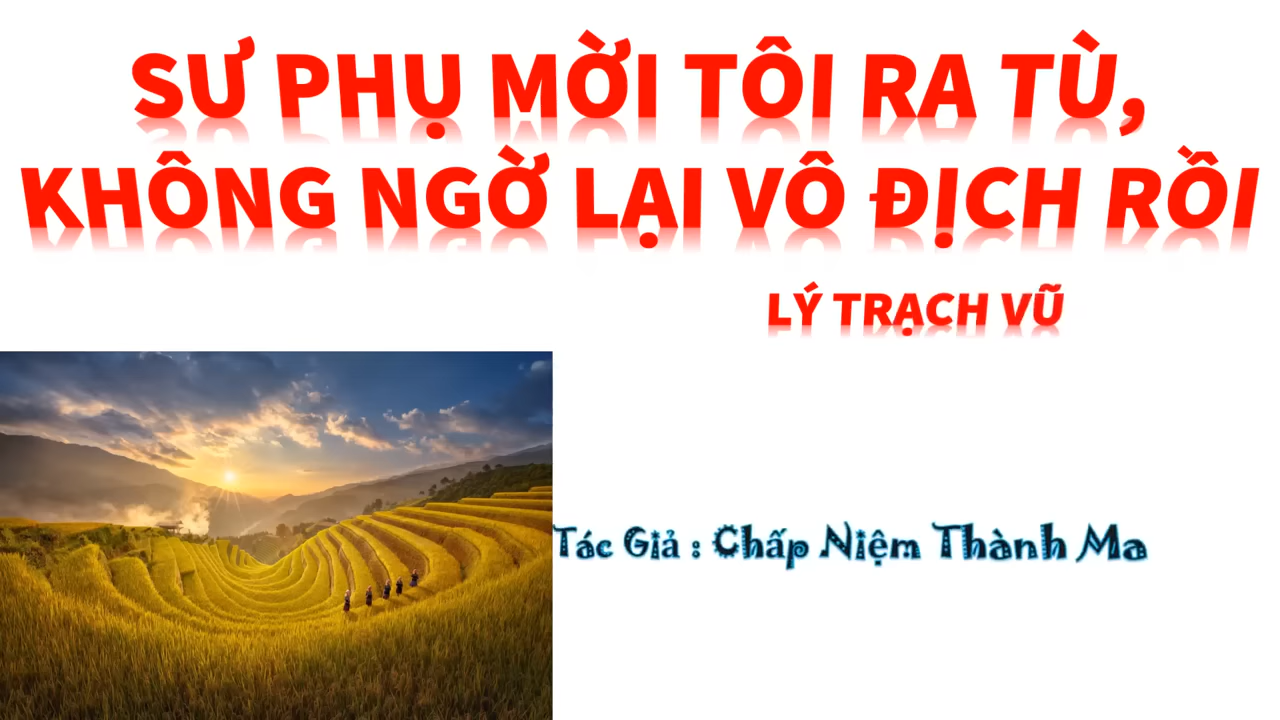 SƯ PHỤ MỜI TÔI RA TÙ,
KHÔNG NGỜ LẠI VÔ ĐỊCH RỒI
LÝ TRẠCH VŨ
Tác Giả : Chấp Niệm Thành Ma